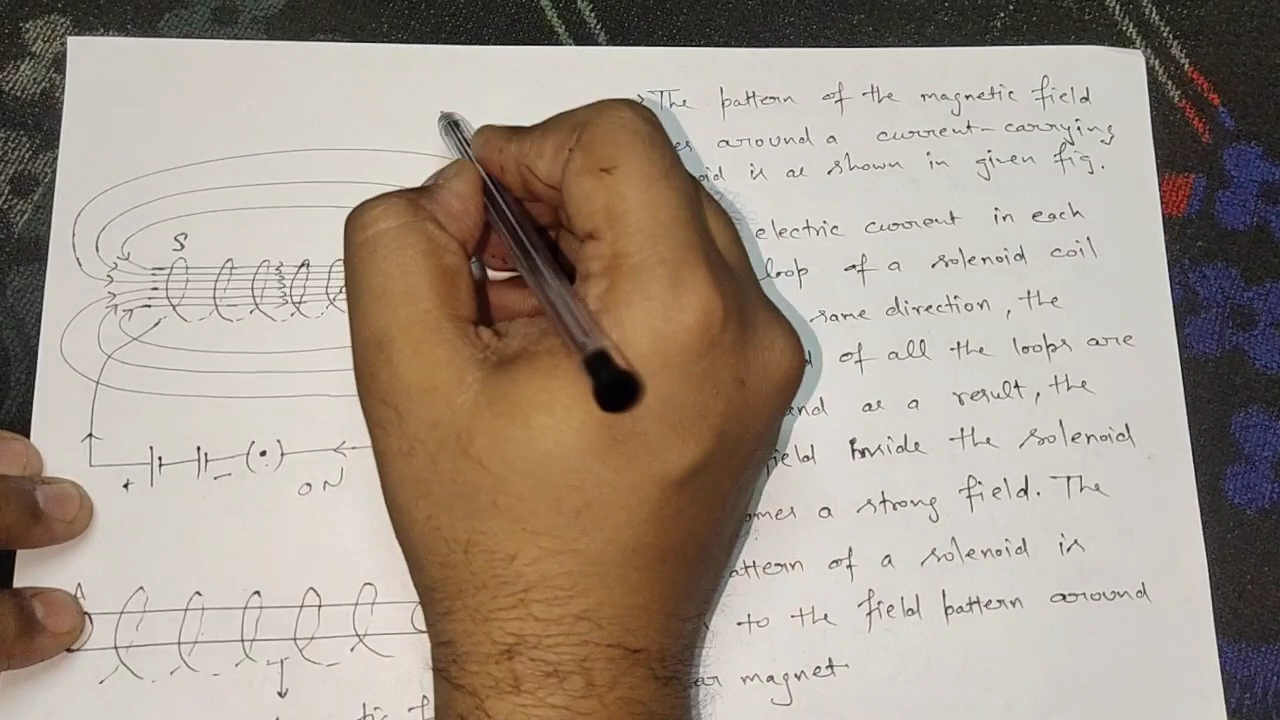 The pattern of the magnetic field
around a current-carrying
is as shown in given fig.
electric current in each
loop of a solenoid coil
same direction, the
of all the loops are
and as a result, the
field Inside the solenoid
a strong field. The
pattern of a solenoid is
to the field pattern around
magnet
S
+
-
(•)
ON
A